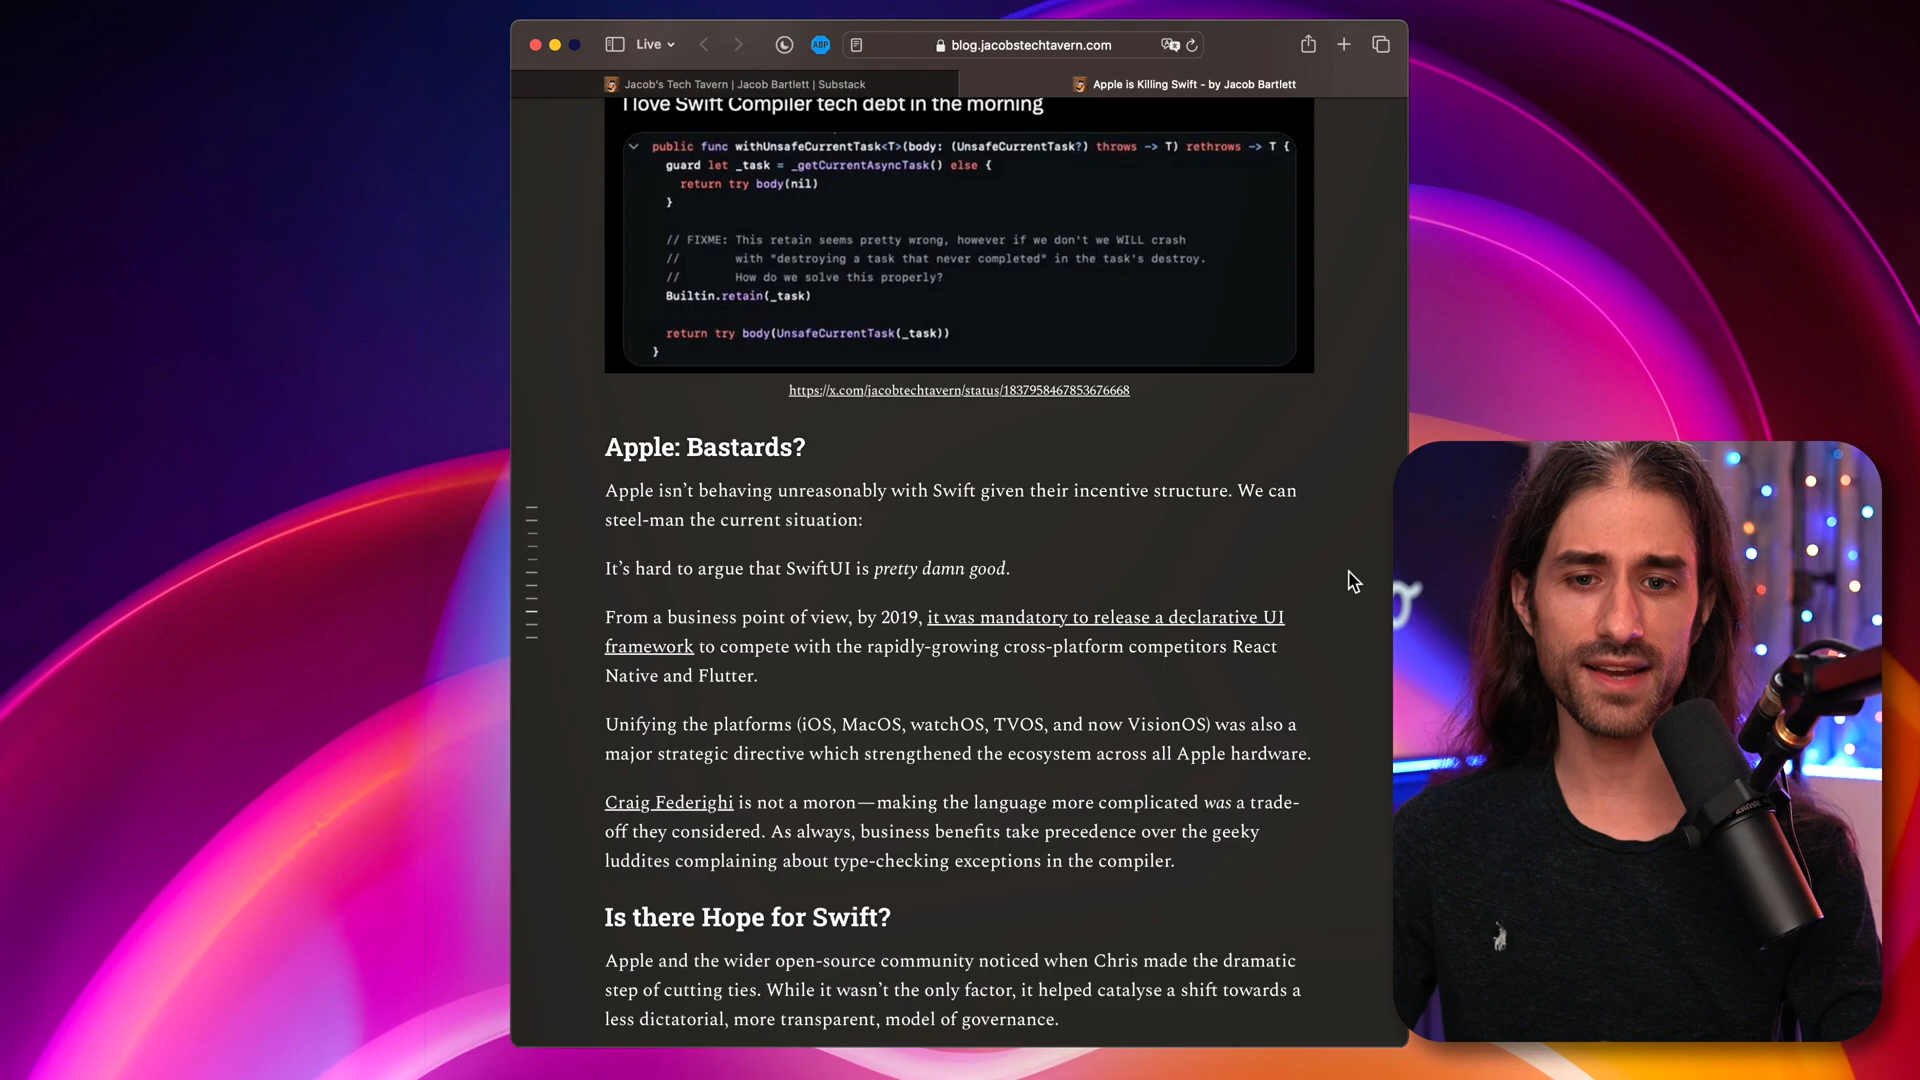 Live
ABP
blog.jacobstechtavern.com
Jacob's Tech Tavern | Jacob Bartlett | Substack
Apple is Killing Swift - by Jacob Bartlett
I love Swift Compiler tech debt in the morning
public func withUnsafeCurrentTask<T>(body: (UnsafeCurrentTask?) throws -> T) rethrows -> T {
guard let _task = _getCurrentAsyncTask() else {
return try body(nil)
}
// FIXME: This retain seems pretty wrong, however if we don't we WILL crash
// with "destroying a task that never completed" in the task's destroy.
// How do we solve this properly?
Builtin.retain(_task)
return try body(UnsafeCurrentTask(_task))
}
https://x.com/jacobtechtavern/status/1837958467853676668
Apple: Bastards?
Apple isn't behaving unreasonably with Swift given their incentive structure. We can
steel-man the current situation:
It's hard to argue that SwiftUI is pretty damn good.
From a business point of view, by 2019, it was mandatory to release a declarative UI
framework to compete with the rapidly-growing cross-platform competitors React
Native and Flutter.
Unifying the platforms (iOS, MacOS, watchOS, TVOS, and now VisionOS) was also a
major strategic directive which strengthened the ecosystem across all Apple hardware.
Craig Federighi is not a moron—making the language more complicated was a trade-
off they considered. As always, business benefits take precedence over the geeky
luddites complaining about type-checking exceptions in the compiler.
Is there Hope for Swift?
Apple and the wider open-source community noticed when Chris made the dramatic
step of cutting ties. While it wasn't the only factor, it helped catalyse a shift towards a
less dictatorial, more transparent, model of governance.